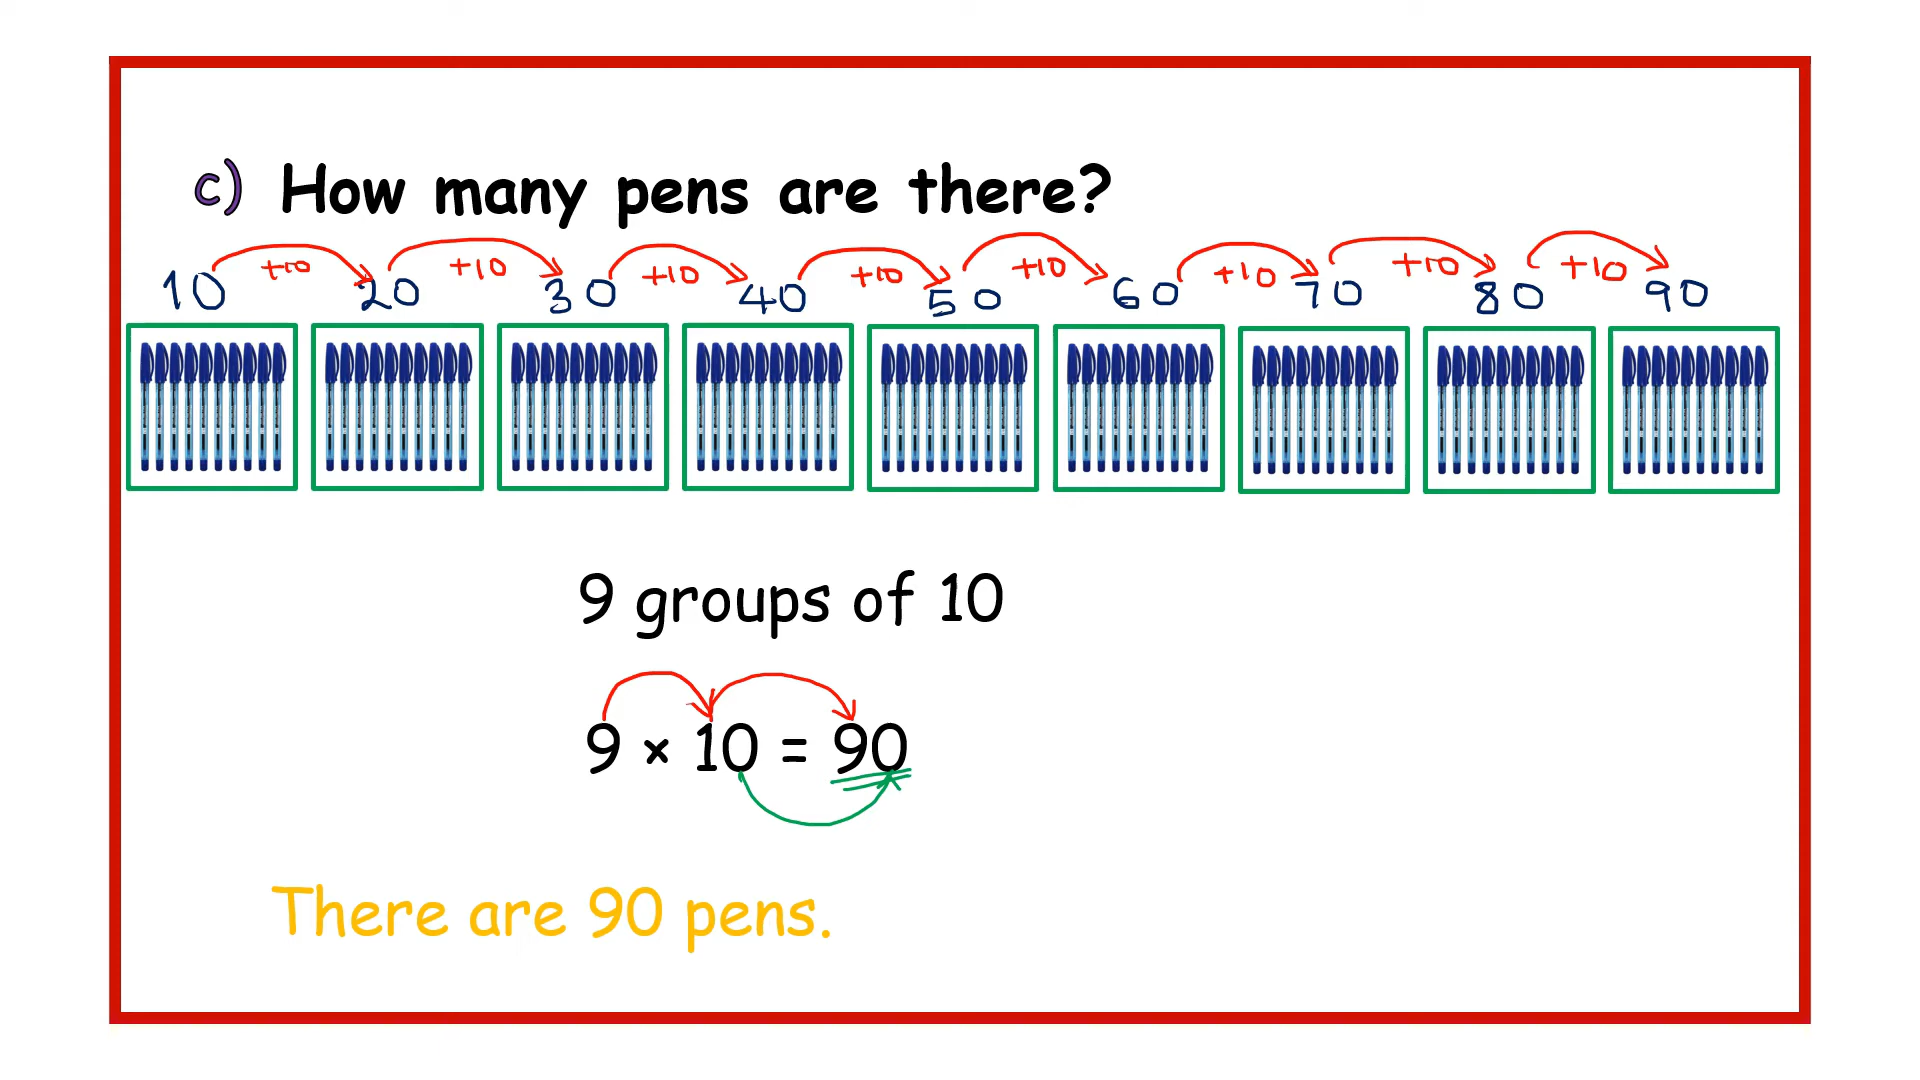 c) How many pens are there?
+10 +10 +10 +10 +10 +10 +10 +10
10 20 30 40 50 60 70 80 90
9 groups of 10
9 × 10 = 90
There are 90 pens.